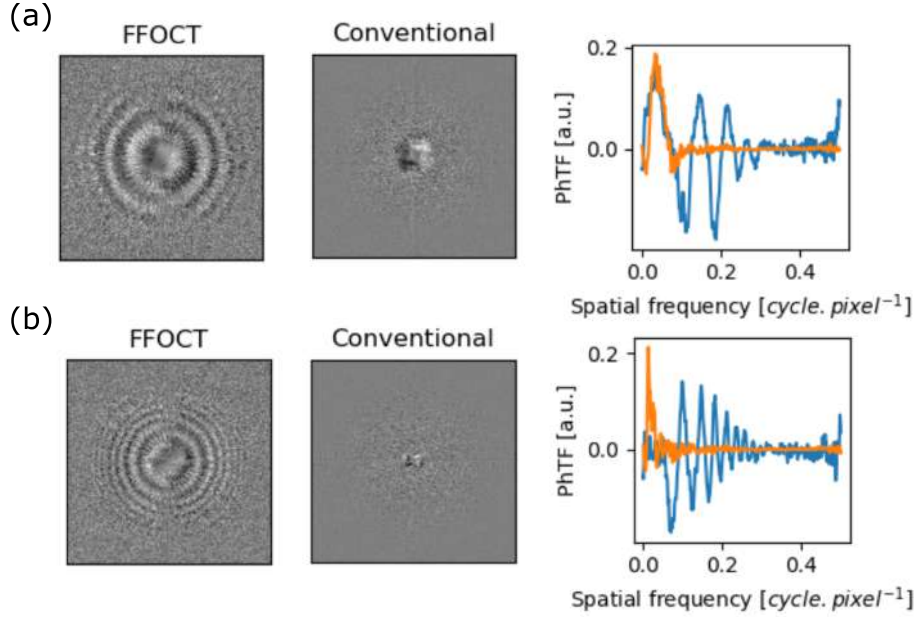 (a)
FFOCT
Conventional
0.2
0.0
PhTF [a.u.]
0.0 0.2 0.4
Spatial frequency [cycle. pixel⁻¹]
(b)
FFOCT
Conventional
0.2
0.0
PhTF [a.u.]
0.0 0.2 0.4
Spatial frequency [cycle. pixel⁻¹]